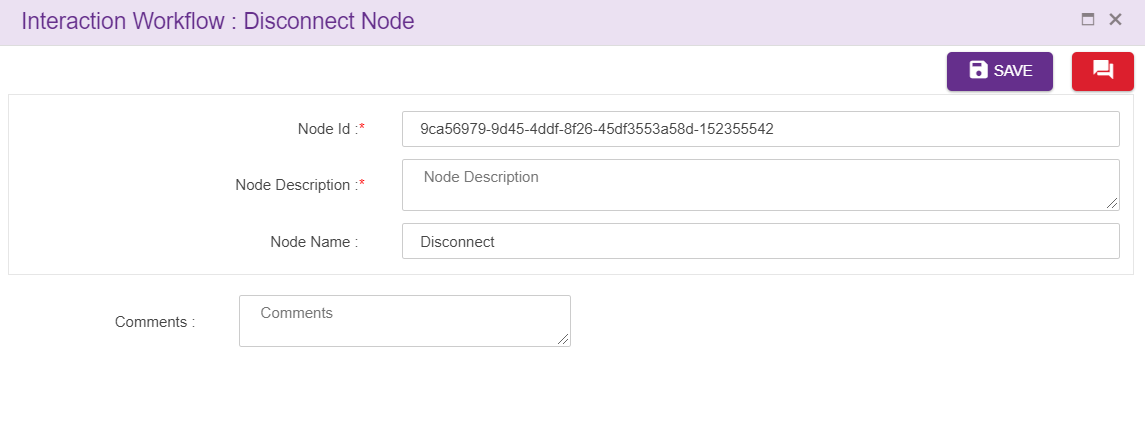 Interaction Workflow : Disconnect Node
SAVE
Node Id :* 9ca56979-9d45-4ddf-8f26-45df3553a58d-152355542
Node Description :* Node Description
Node Name : Disconnect
Comments : Comments